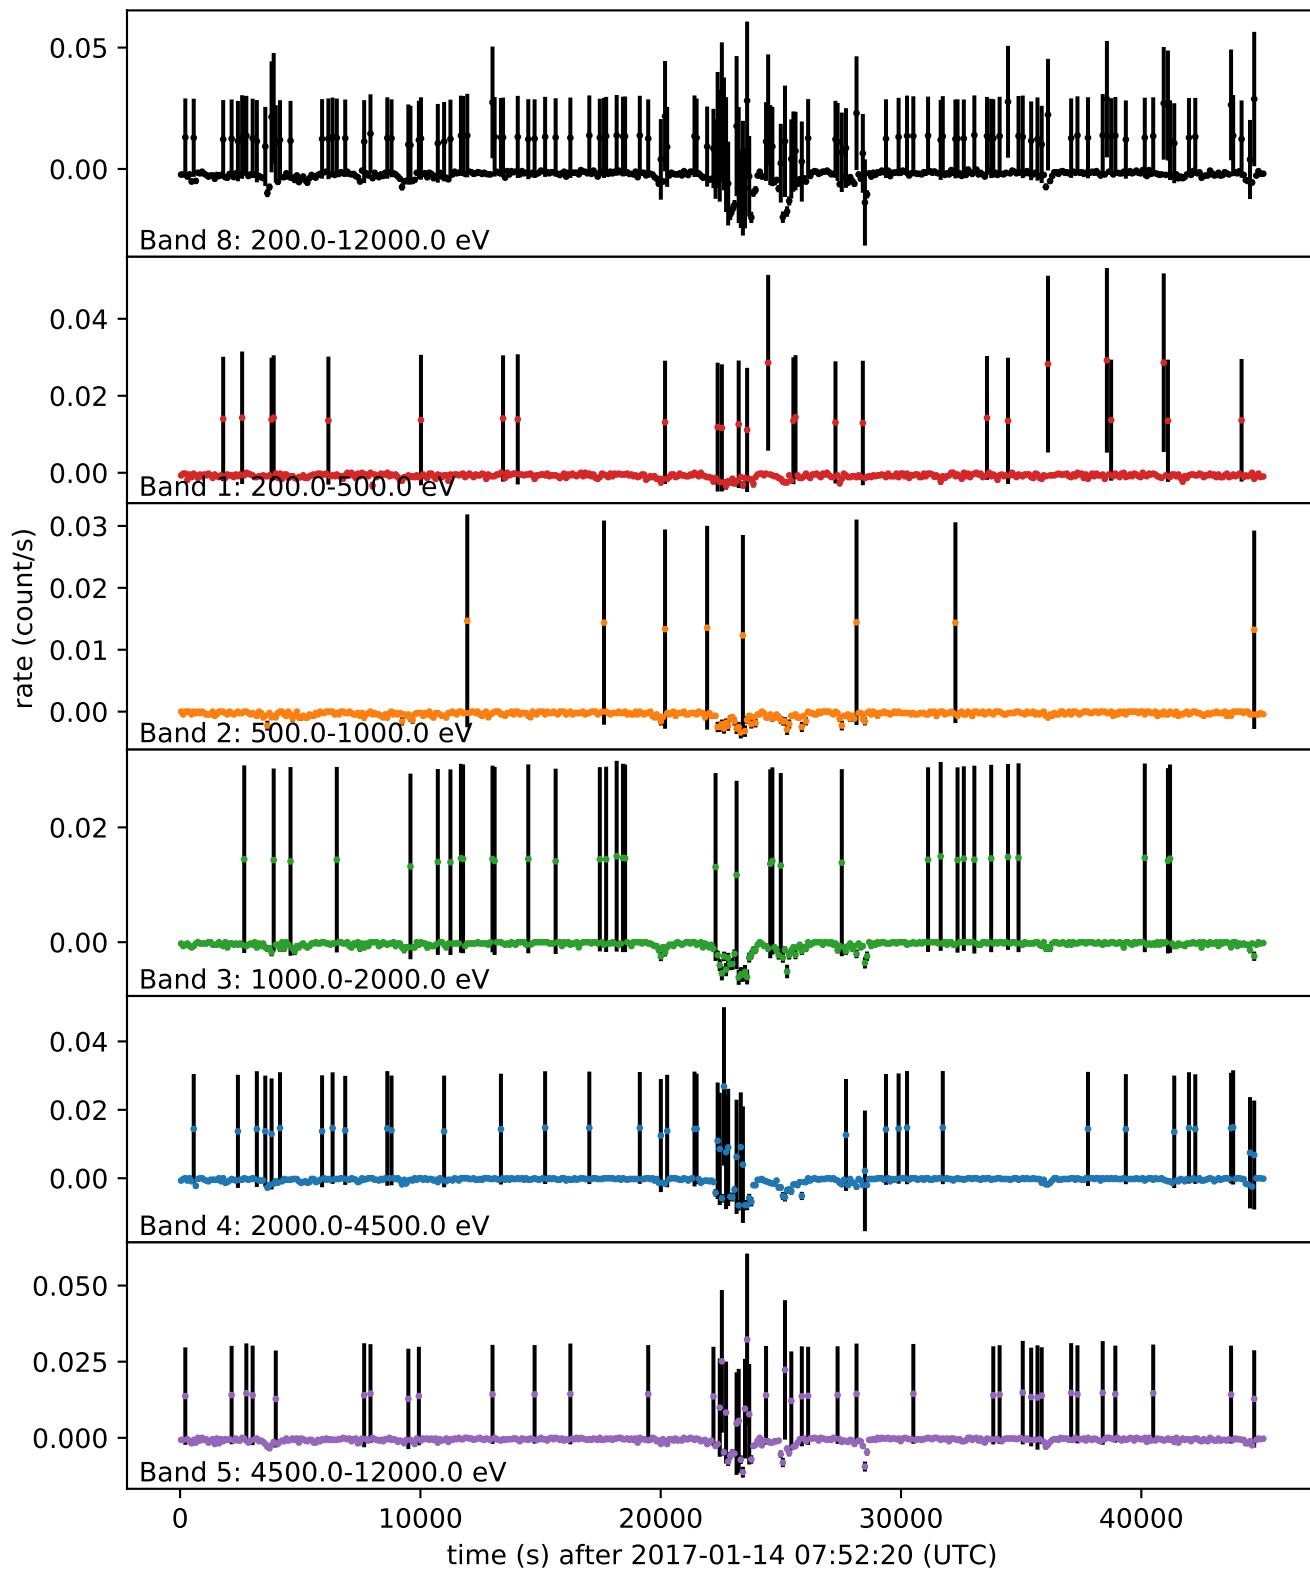 0.05
0.00
Band 8: 200.0-12000.0 eV
0.04
0.02
0.00
Band 1: 200.0-500.0 eV
0.03
0.02
0.01
0.00
Band 2: 500.0-1000.0 eV
rate (count/s)
0.02
0.00
Band 3: 1000.0-2000.0 eV
0.04
0.02
0.00
Band 4: 2000.0-4500.0 eV
0.050
0.025
0.000
Band 5: 4500.0-12000.0 eV
0 10000 20000 30000 40000
time (s) after 2017-01-14 07:52:20 (UTC)